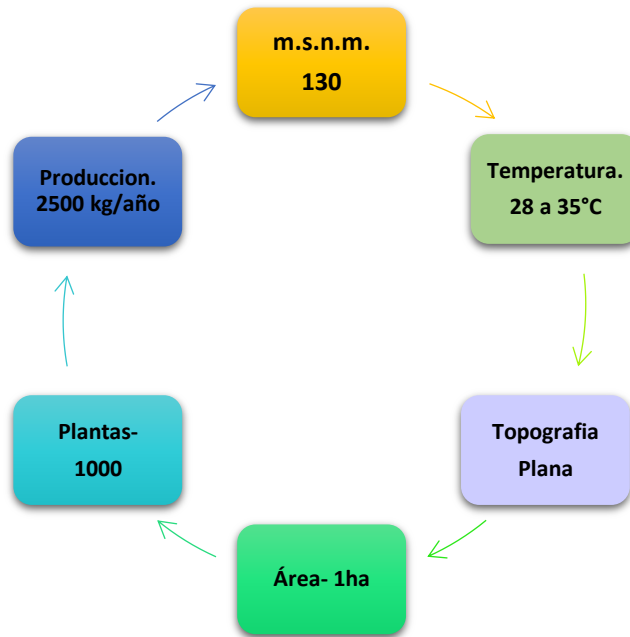 m.s.n.m.
130
Temperatura.
28 a 35°C
Topografia
Plana
Área- 1ha
Plantas-
1000
Produccion.
2500 kg/año